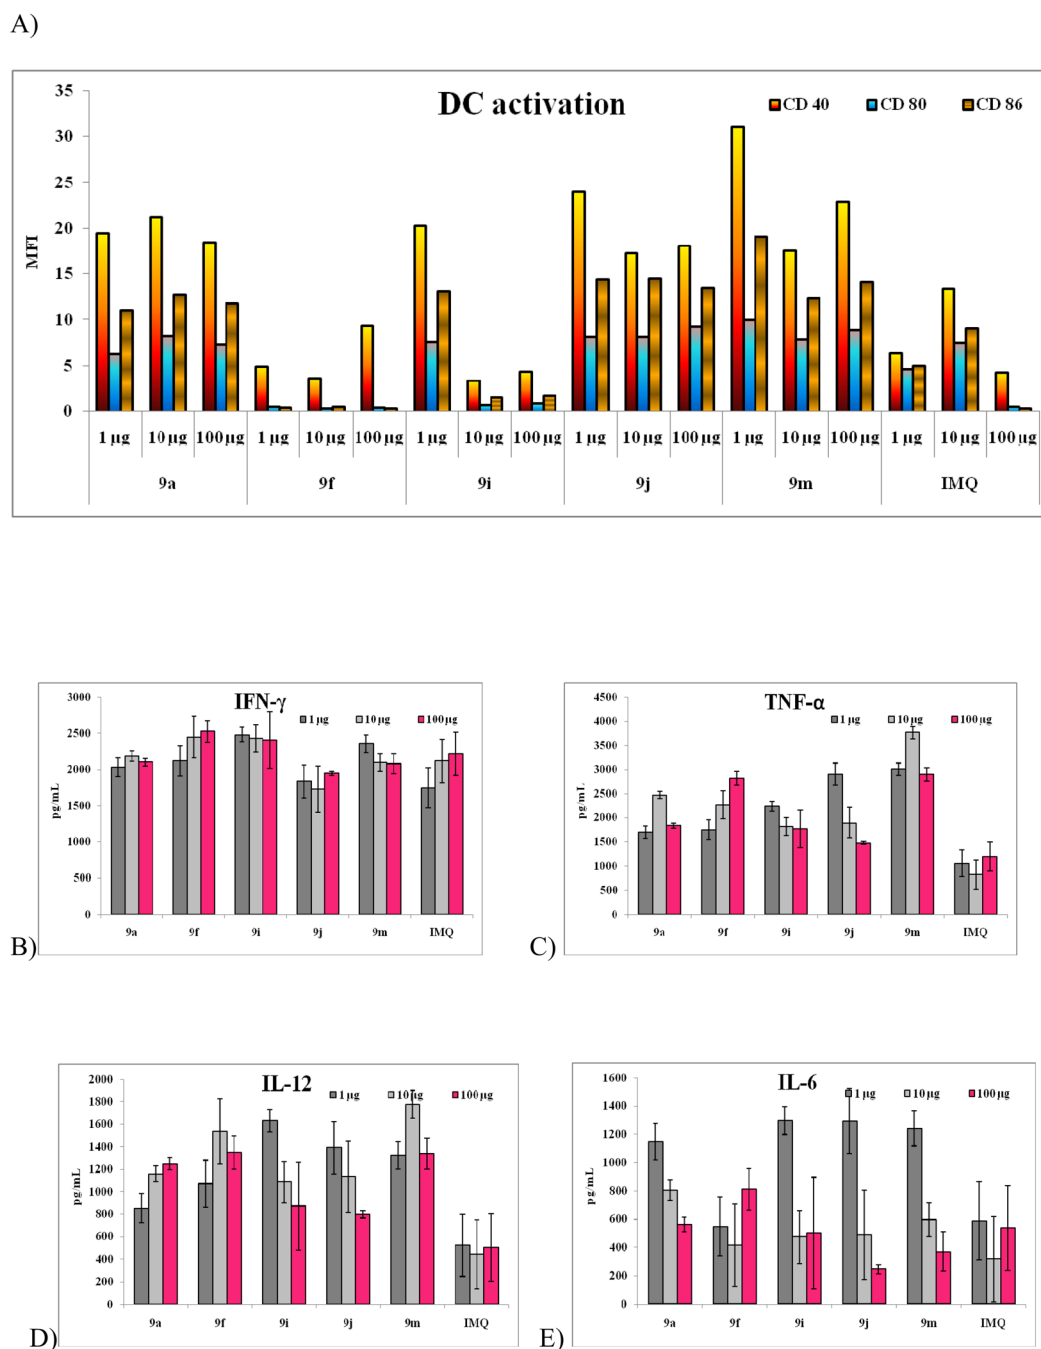 A)
DC activation
CD 40 CD 80 CD 86
35
30
25
20
15
10
5
0
MFI
1 µg 10 µg 100 µg 1 µg 10 µg 100 µg 1 µg 10 µg 100 µg 1 µg 10 µg 100 µg 1 µg 10 µg 100 µg 1 µg 10 µg 100 µg
9a 9f 9i 9j 9m IMQ
IFN-γ
1 µg 10 µg 100 µg
3000
2500
2000
1500
1000
500
0
pg/mL
9a 9f 9i 9j 9m IMQ
B)
TNF-α
1 µg 10 µg 100 µg
4500
4000
3500
3000
2500
2000
1500
1000
500
0
pg/mL
9a 9f 9i 9j 9m IMQ
C)
IL-12
1 µg 10 µg 100 µg
2000
1800
1600
1400
1200
1000
800
600
400
200
0
pg/mL
9a 9f 9i 9j 9m IMQ
D)
IL-6
1 µg 10 µg 100 µg
1600
1400
1200
1000
800
600
400
200
0
pg/mL
9a 9f 9i 9j 9m IMQ
E)